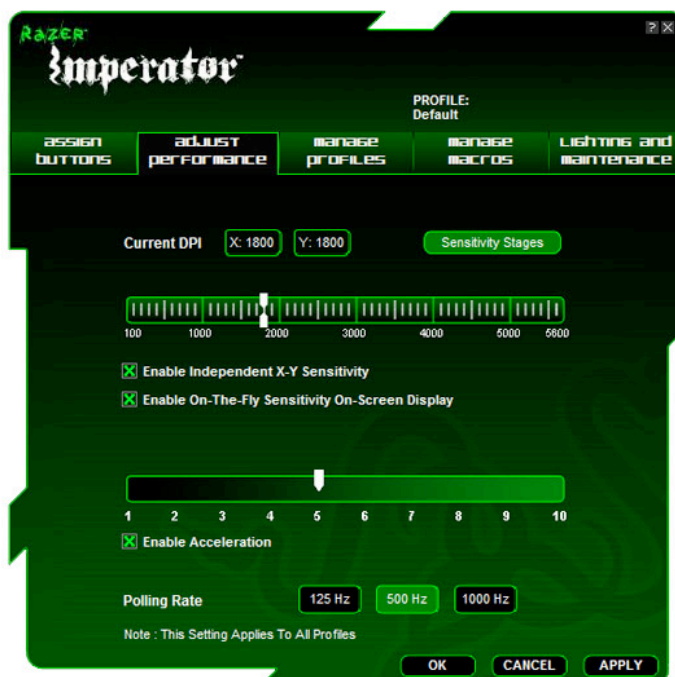 RAZER
Imperator™
? X
PROFILE:
Default
assign buttons
adjust performance
manage profiles
manage macros
Lighting and maintenance
Current DPI X: 1800 Y: 1800 Sensitivity Stages
100 1000 2000 3000 4000 5000 5600
Enable Independent X-Y Sensitivity
Enable On-The-Fly Sensitivity On-Screen Display
1 2 3 4 5 6 7 8 9 10
Enable Acceleration
Polling Rate 125 Hz 500 Hz 1000 Hz
Note : This Setting Applies To All Profiles
OK CANCEL APPLY